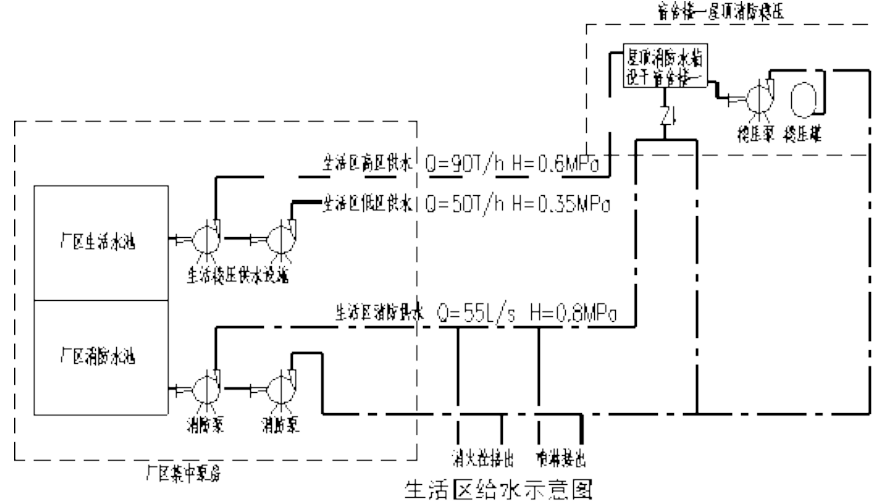 宿舍楼一屋顶消防稳压
屋顶消防水箱
设于宿舍楼一
稳压泵
稳压罐
生活区高区供水 Q=90T/h H=0.6MPa
生活区低区供水 Q=50T/h H=0.35MPa
厂区生活水池
生活稳压供水设施
生活区消防供水 Q=55L/s H=0.8MPa
厂区消防水池
消防泵
消防泵
消火栓接出
喷淋接出
厂区集中泵房
生活区给水示意图